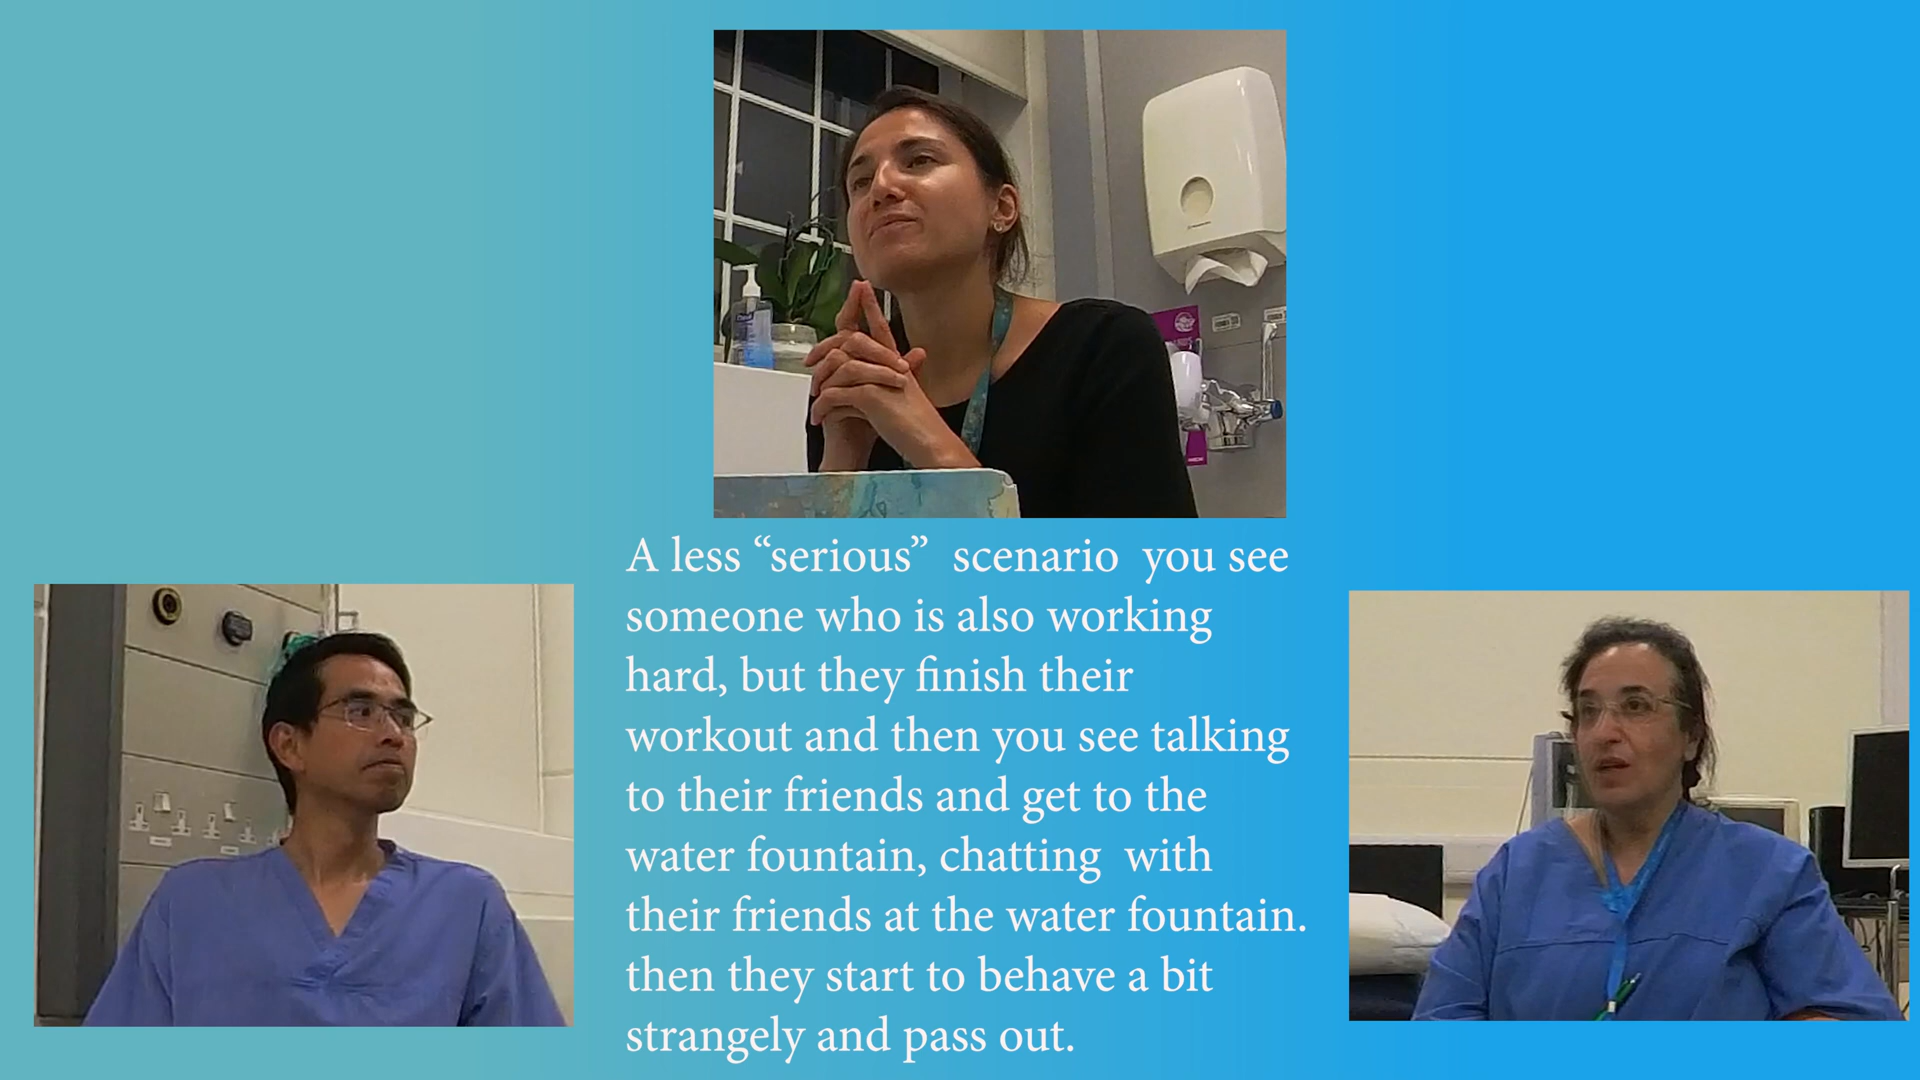 A less “serious”  scenario  you see
someone who is also working
hard, but they finish their
workout and then you see talking
to their friends and get to the
water fountain, chatting  with
their friends at the water fountain.
then they start to behave a bit
strangely and pass out.